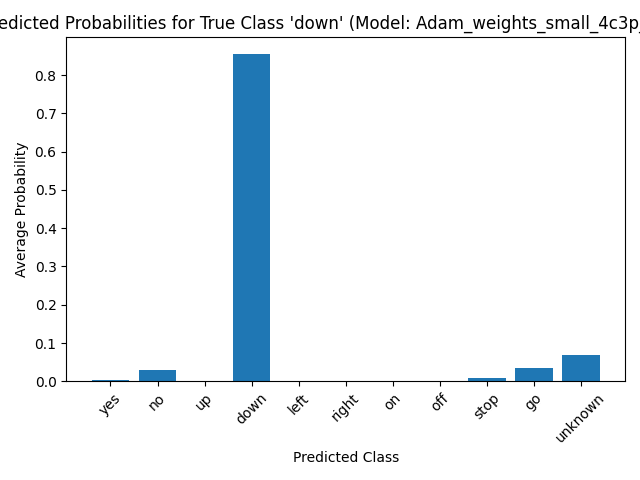 edicted Probabilities for True Class 'down' (Model: Adam_weights_small_4c3p_
Average Probability
0.8
0.7
0.6
0.5
0.4
0.3
0.2
0.1
0.0
yes no up down left right on off stop go unknown
Predicted Class